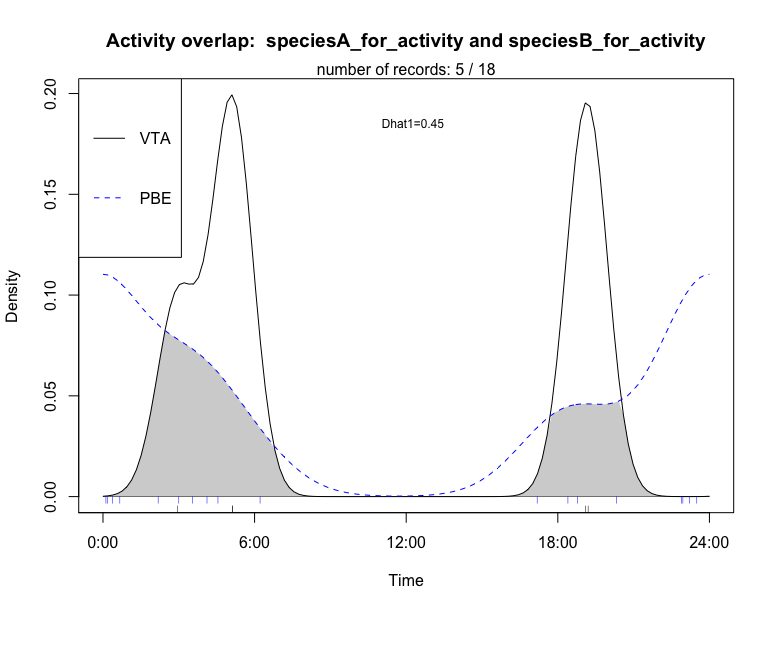 Activity overlap:  speciesA_for_activity and speciesB_for_activity
number of records: 5 / 18
Dhat1=0.45
VTA
PBE
Density
0.20
0.15
0.10
0.05
0.00
0:00 6:00 12:00 18:00 24:00
Time